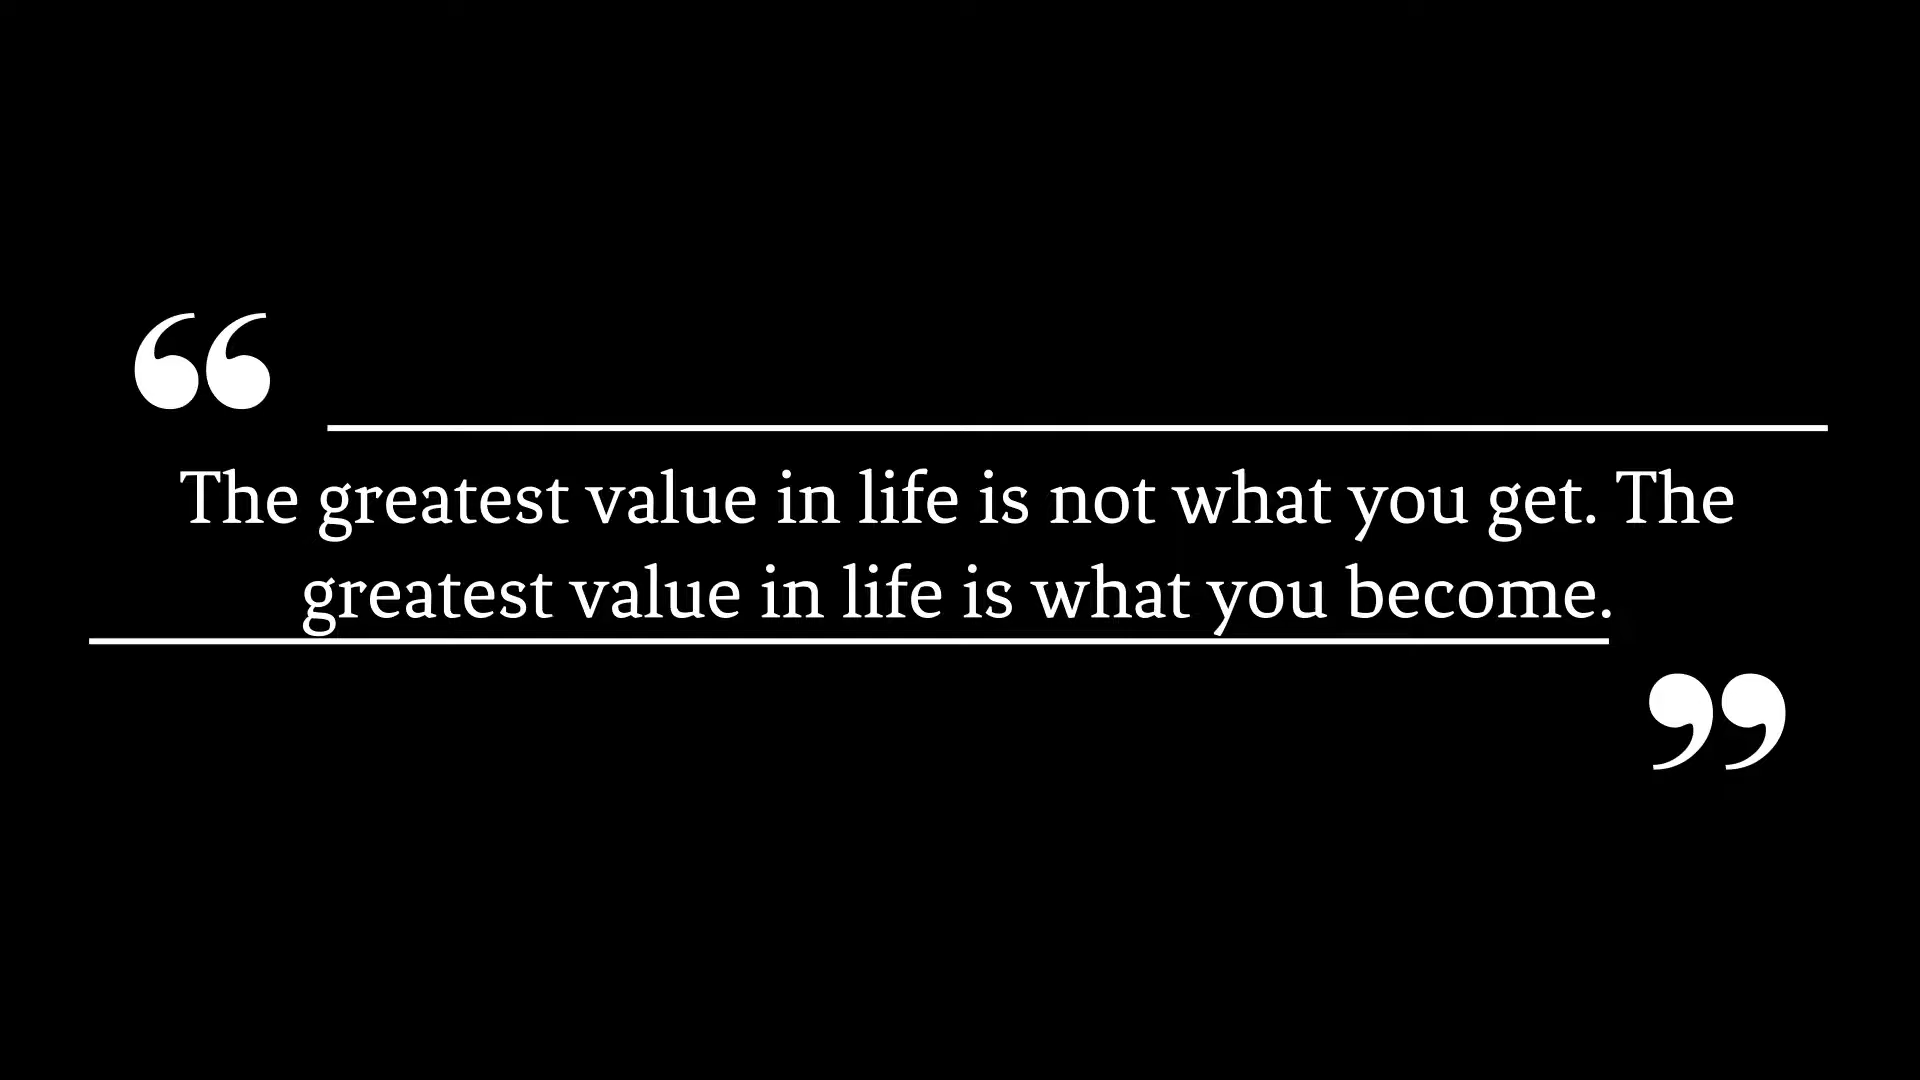 “
The greatest value in life is not what you get. The
greatest value in life is what you become.
”